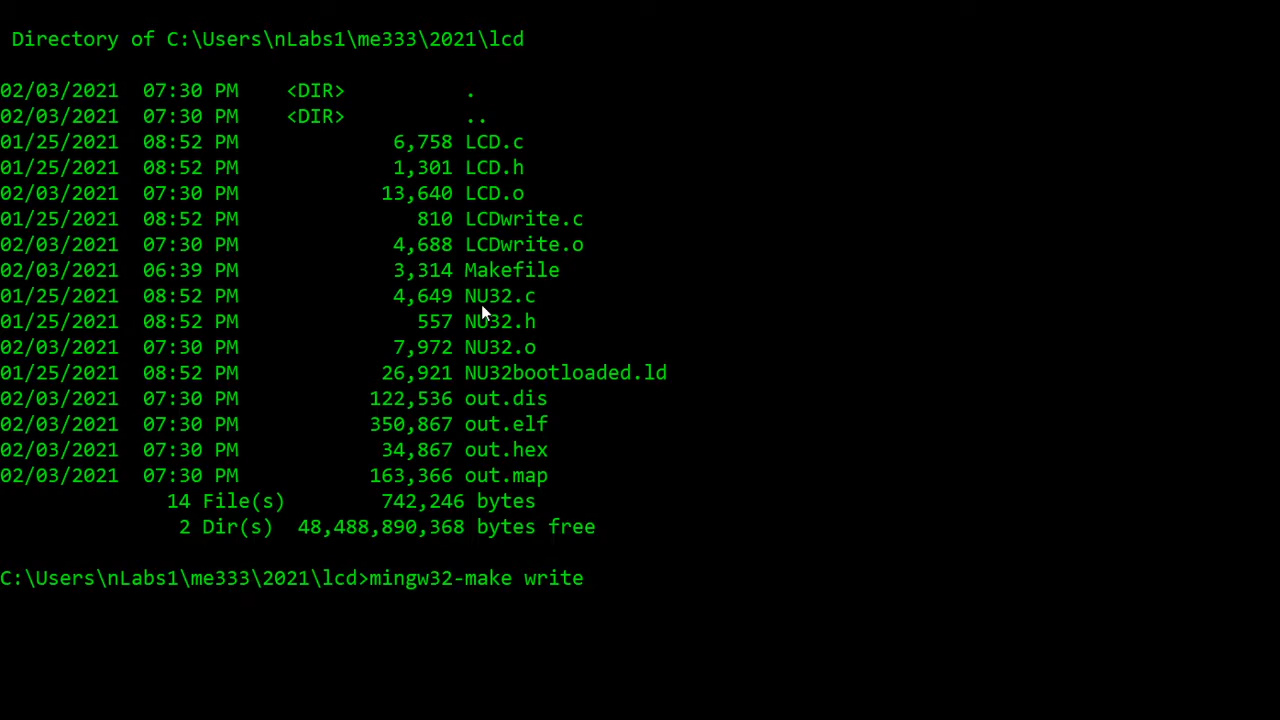 Directory of C:\Users\nLabs1\me333\2021\lcd
02/03/2021  07:30 PM    <DIR>          .
02/03/2021  07:30 PM    <DIR>          ..
01/25/2021  08:52 PM             6,758 LCD.c
01/25/2021  08:52 PM             1,301 LCD.h
02/03/2021  07:30 PM            13,640 LCD.o
01/25/2021  08:52 PM               810 LCDwrite.c
02/03/2021  07:30 PM             4,688 LCDwrite.o
02/03/2021  06:39 PM             3,314 Makefile
01/25/2021  08:52 PM             4,649 NU32.c
01/25/2021  08:52 PM               557 NU32.h
02/03/2021  07:30 PM             7,972 NU32.o
01/25/2021  08:52 PM            26,921 NU32bootloaded.ld
02/03/2021  07:30 PM           122,536 out.dis
02/03/2021  07:30 PM           350,867 out.elf
02/03/2021  07:30 PM            34,867 out.hex
02/03/2021  07:30 PM           163,366 out.map
14 File(s)        742,246 bytes
2 Dir(s)  48,488,890,368 bytes free
C:\Users\nLabs1\me333\2021\lcd>mingw32-make write